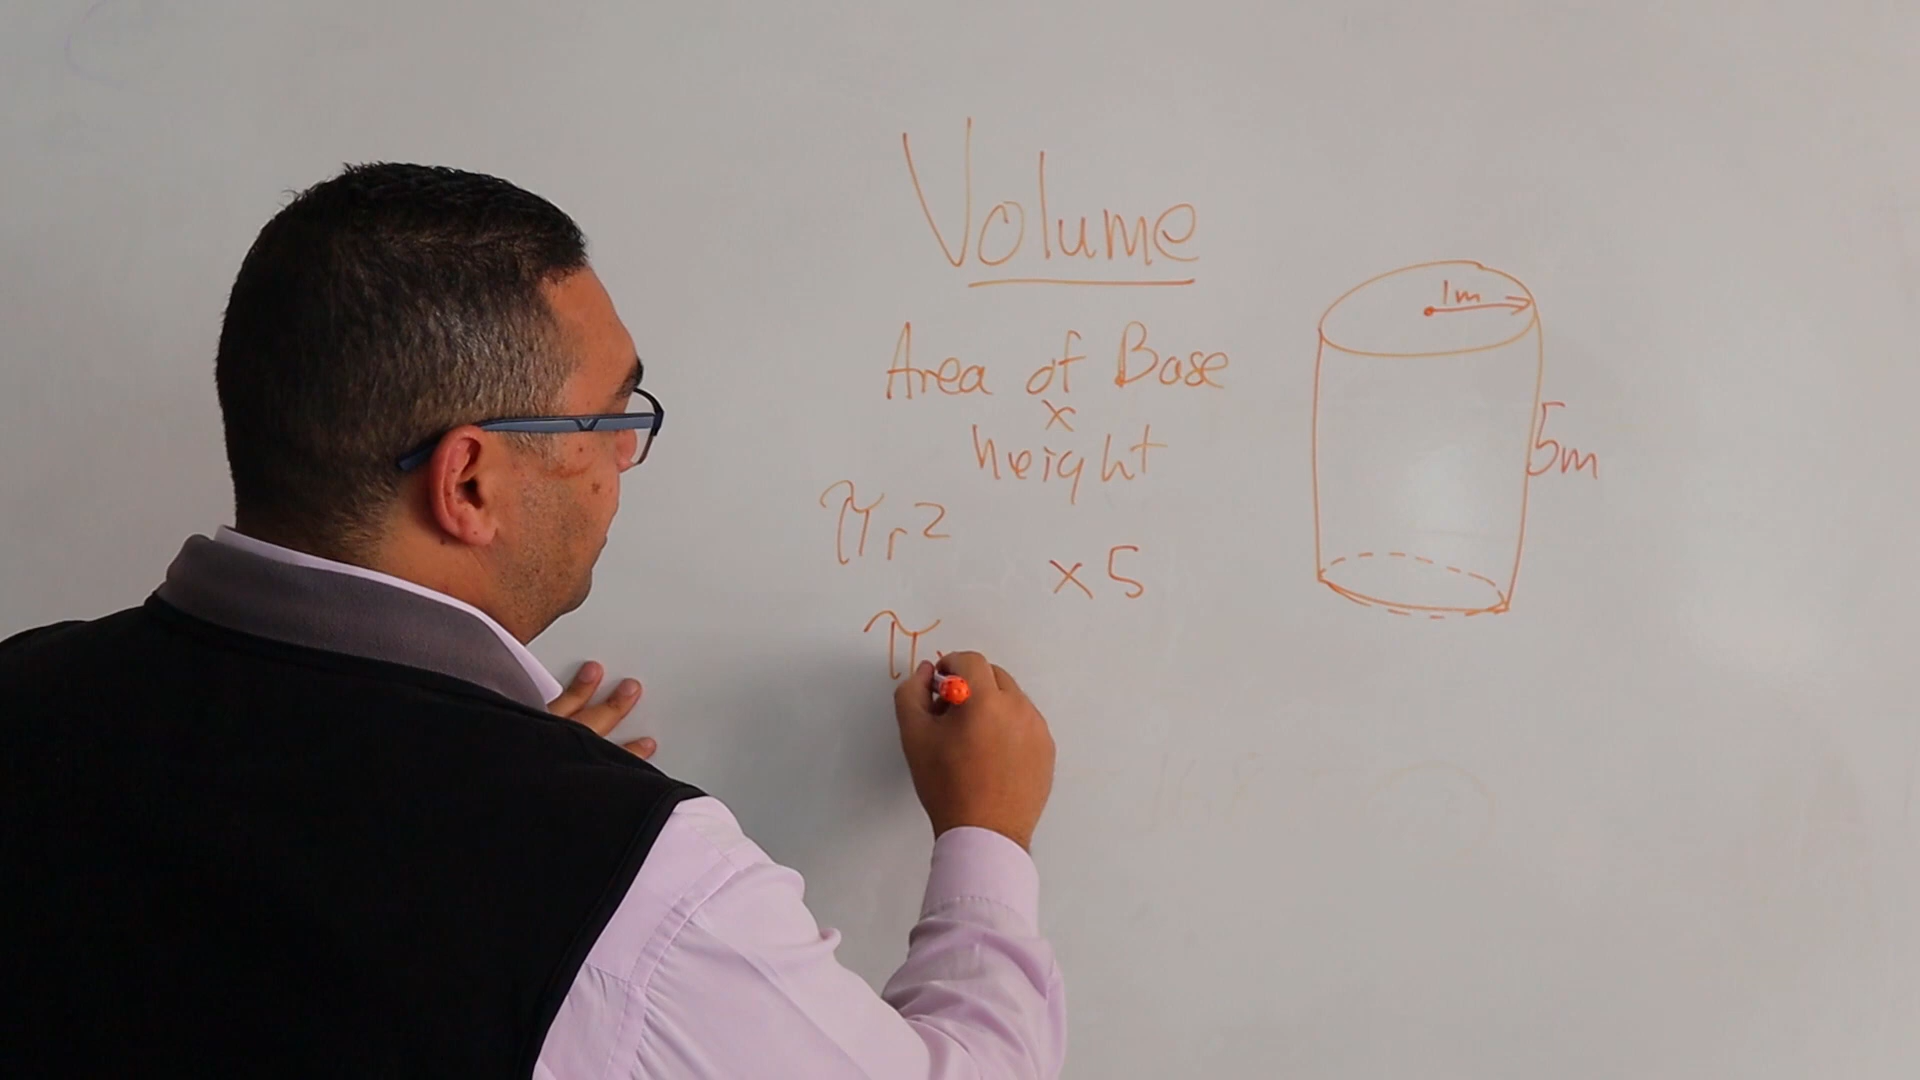 Volume
1m
Area of Base
x
height
5m
πr²
x 5
π